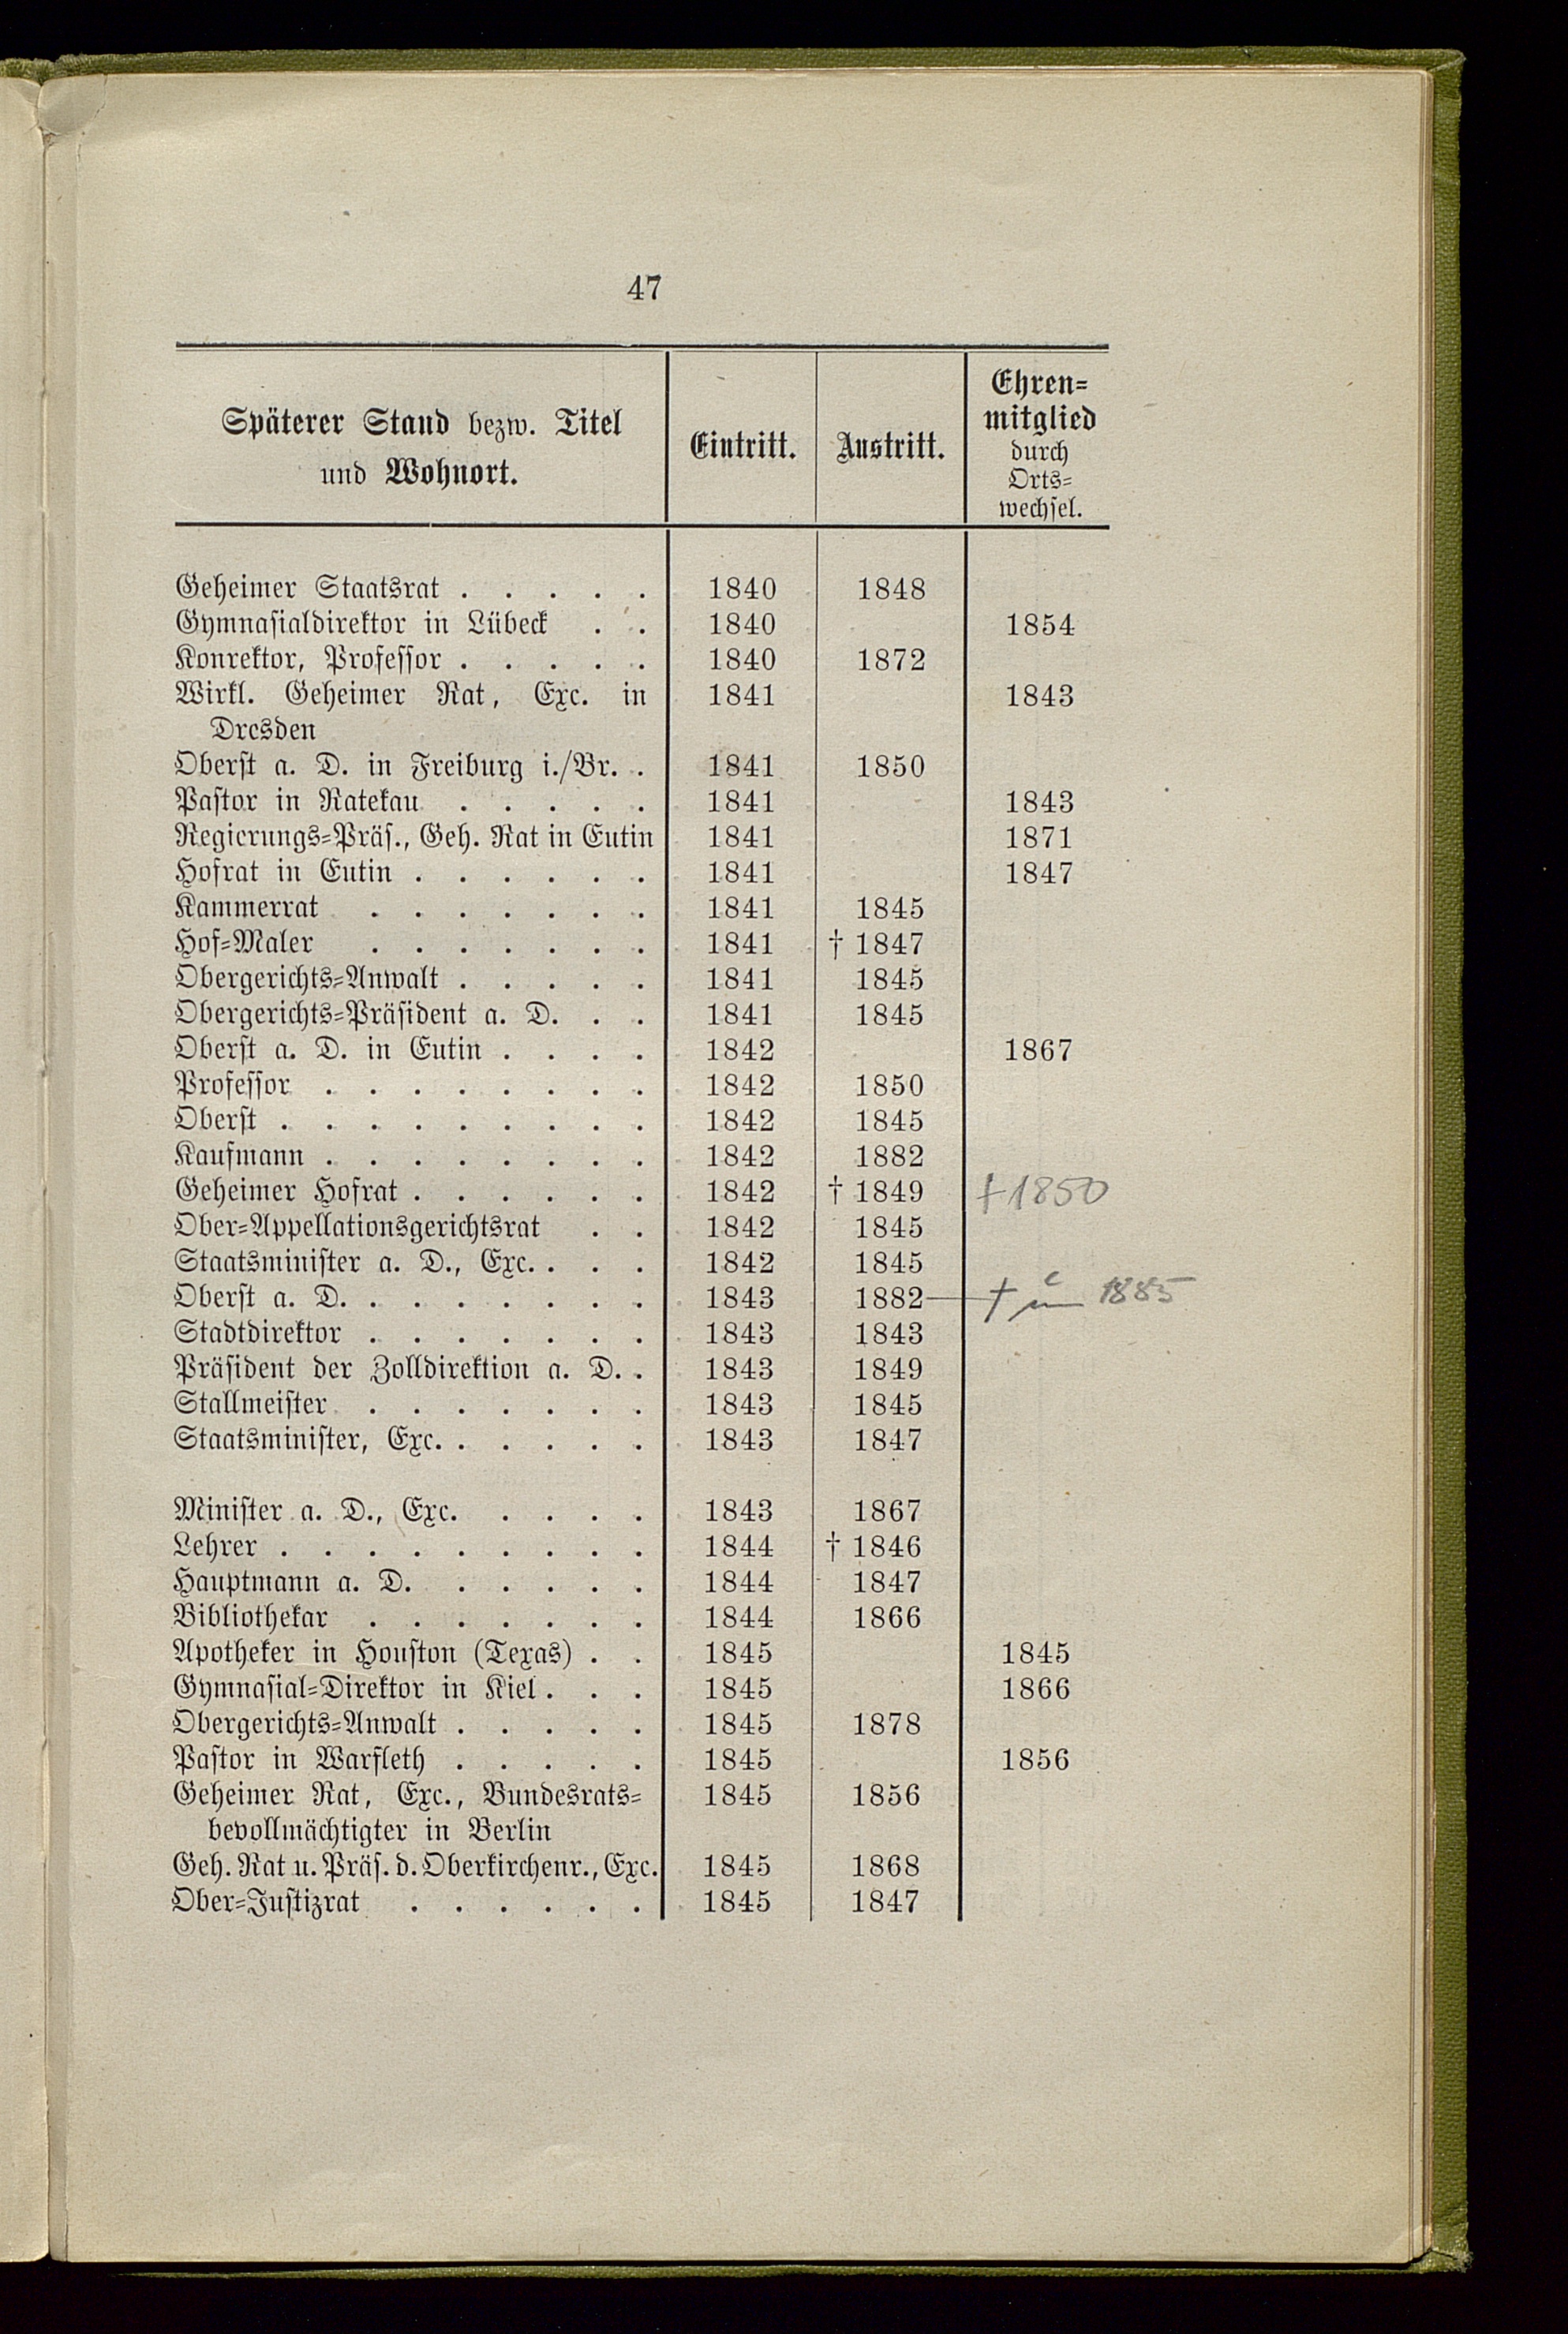 47
Späterer Stand bezw. Titel
und Wohnort.
Eintritt.
Austritt.
Ehren=
mitglied
durch
Orts=
wechsel.
Geheimer Staatsrat . . . . . 1840 1848
Gymnasialdirektor in Lübeck . . 1840 1854
Konrektor, Professor . . . . . 1840 1872
Wirkl. Geheimer Rat, Exc. in 1841 1843
Dresden
Oberst a. D. in Freiburg i./Br. . 1841 1850
Pastor in Ratekau . . . . . 1841 1843
Regierungs=Präs., Geh. Rat in Eutin 1841 1871
Hofrat in Eutin . . . . . . 1841 1847
Kammerrat . . . . . . . 1841 1845
Hof=Maler . . . . . . . 1841 † 1847
Obergerichts=Anwalt . . . . . 1841 1845
Obergerichts=Präsident a. D. . . 1841 1845
Oberst a. D. in Eutin . . . . 1842 1867
Professor . . . . . . . . 1842 1850
Oberst . . . . . . . . . 1842 1845
Kaufmann . . . . . . . . 1842 1882
Geheimer Hofrat . . . . . . 1842 † 1849 † 1850
Ober=Appellationsgerichtsrat . . 1842 1845
Staatsminister a. D., Exc. . . . 1842 1845
Oberst a. D. . . . . . . . 1843 1882 — † 1885
Stadtdirektor . . . . . . . 1843 1843
Präsident der Zolldirektion a. D. . 1843 1849
Stallmeister . . . . . . . 1843 1845
Staatsminister, Exc. . . . . . 1843 1847
Minister a. D., Exc. . . . . 1843 1867
Lehrer . . . . . . . . . 1844 † 1846
Hauptmann a. D. . . . . . 1844 1847
Bibliothekar . . . . . . . 1844 1866
Apotheker in Houston (Texas) . . 1845 1845
Gymnasial=Direktor in Kiel . . . 1845 1866
Obergerichts=Anwalt . . . . . 1845 1878
Pastor in Warfleth . . . . . 1845 1856
Geheimer Rat, Exc., Bundesrats= 1845 1856
bevollmächtigter in Berlin
Geh. Rat u. Präs. d. Oberkirchenr., Exc. 1845 1868
Ober=Justizrat . . . . . . 1845 1847